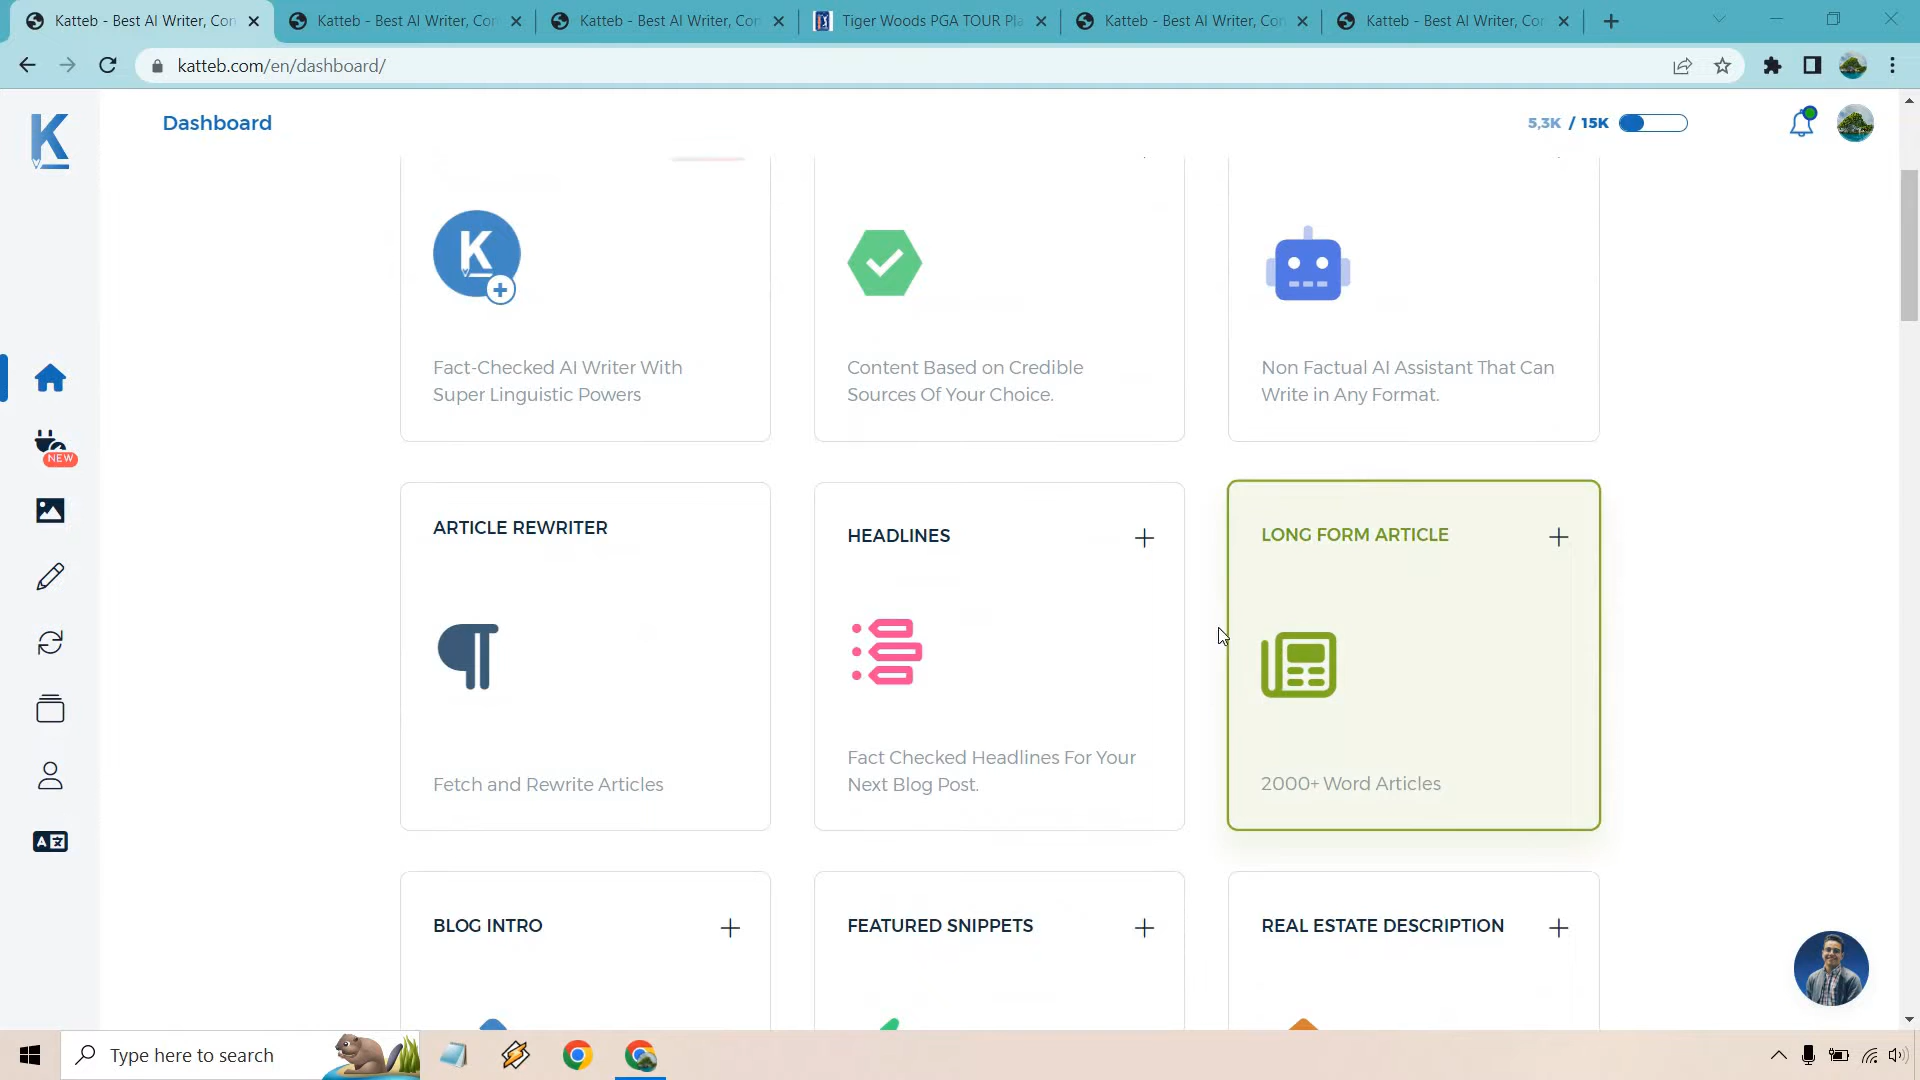 Katteb - Best AI Writer, Con
Katteb - Best AI Writer, Con
Katteb - Best AI Writer, Con
Tiger Woods PGA TOUR Pla
Katteb - Best AI Writer, Con
Katteb - Best AI Writer, Con
katteb.com/en/dashboard/
K
Dashboard
5,3K / 15K
K
Fact-Checked AI Writer With
Super Linguistic Powers
Content Based on Credible
Sources Of Your Choice.
Non Factual AI Assistant That Can
Write in Any Format.
NEW
ARTICLE REWRITER
HEADLINES
LONG FORM ARTICLE
Fetch and Rewrite Articles
Fact Checked Headlines For Your
Next Blog Post.
2000+ Word Articles
BLOG INTRO
FEATURED SNIPPETS
REAL ESTATE DESCRIPTION
Type here to search